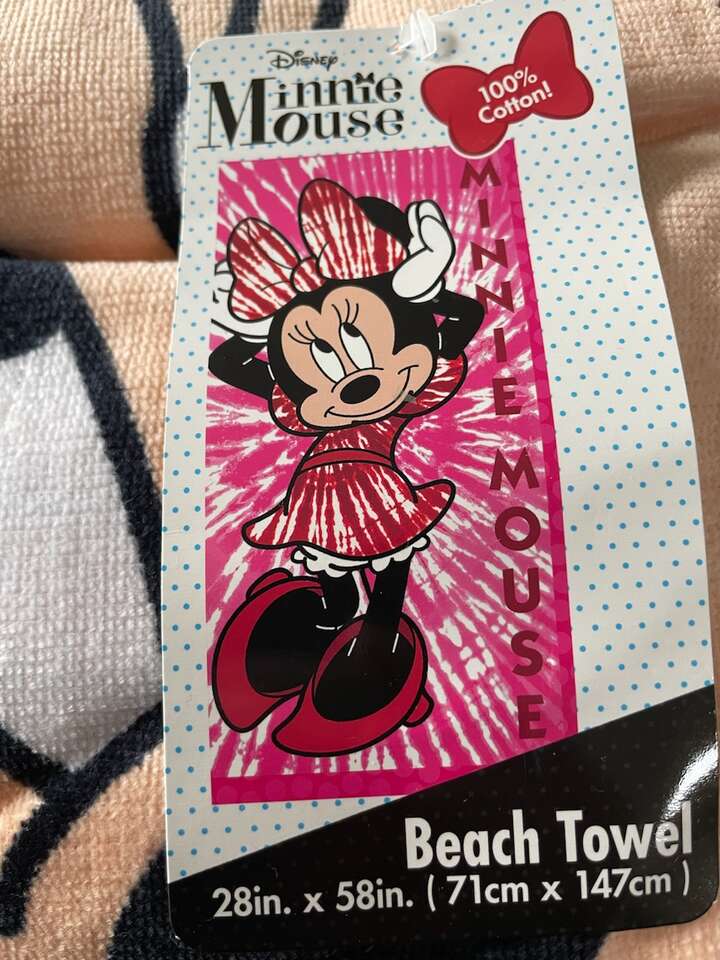 Disney
Minnie
Mouse
100%
Cotton!
MINNIE MOUSE
Beach Towel
28in. x 58in. ( 71cm x 147cm )